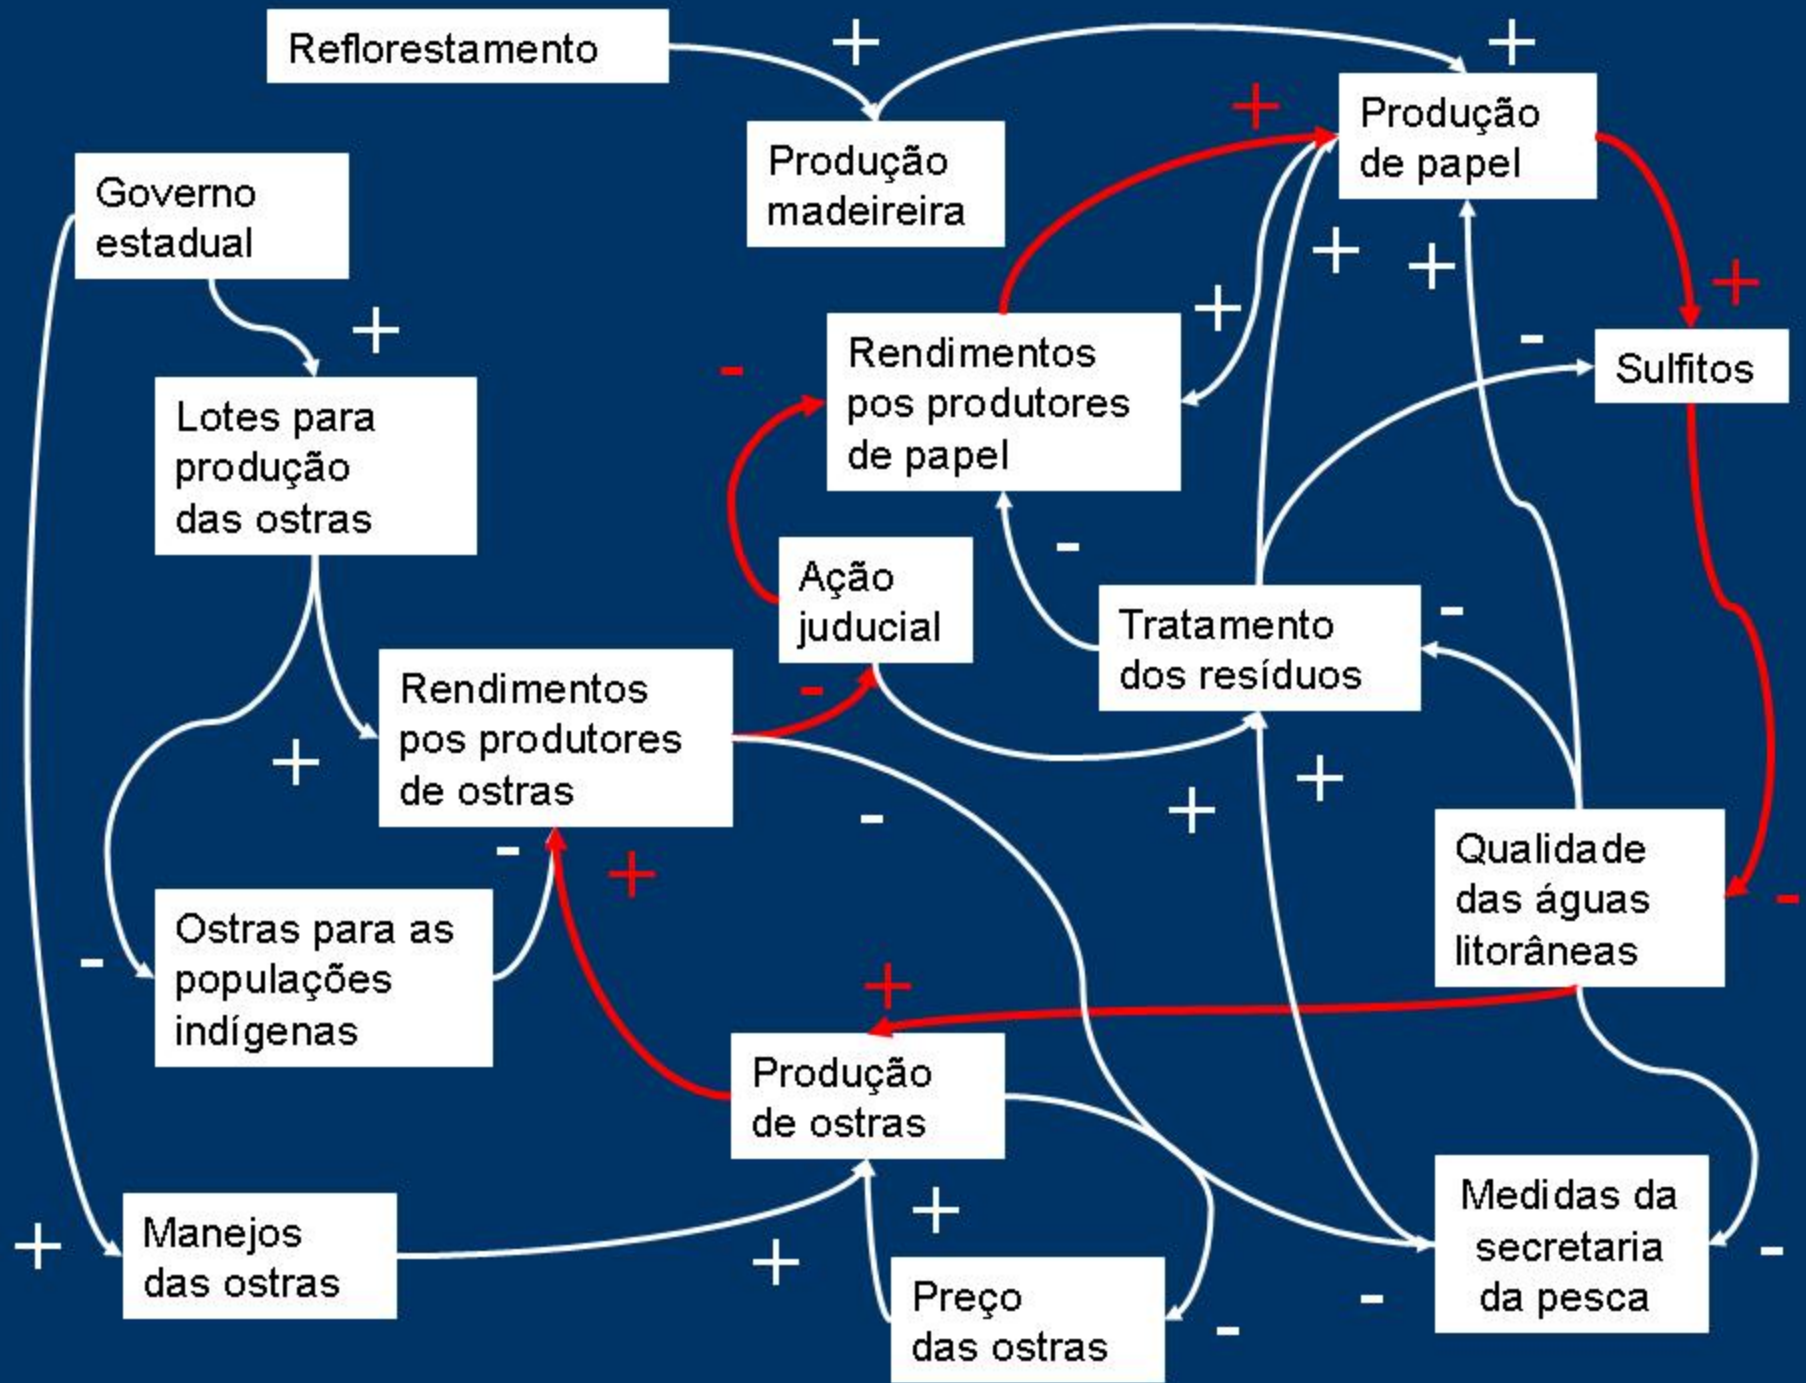 Reflorestamento
+
+
Produção
de papel
+
Produção
madeireira
Governo
estadual
+
+
+
+
+
-
Sulfitos
Rendimentos
pos produtores
de papel
-
Lotes para
produção
das ostras
-
Ação
juducial
Tratamento
dos resíduos
-
Rendimentos
pos produtores
de ostras
-
+
-
+
+
Qualidade
das águas
litorâneas
-
-
+
Ostras para as
populações
indígenas
-
+
Produção
de ostras
Manejos
das ostras
+
+
+
Preço
das ostras
-
Medidas da
secretaria
da pesca
-
-